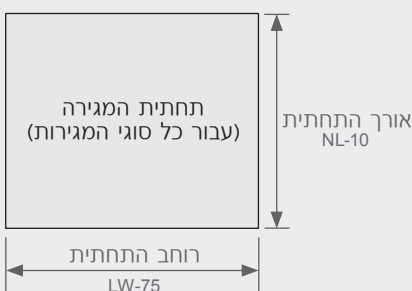 תחתית המגירה
(עבור כל סוגי המגירות)
אורך התחתית
NL-10
רוחב התחתית
LW-75